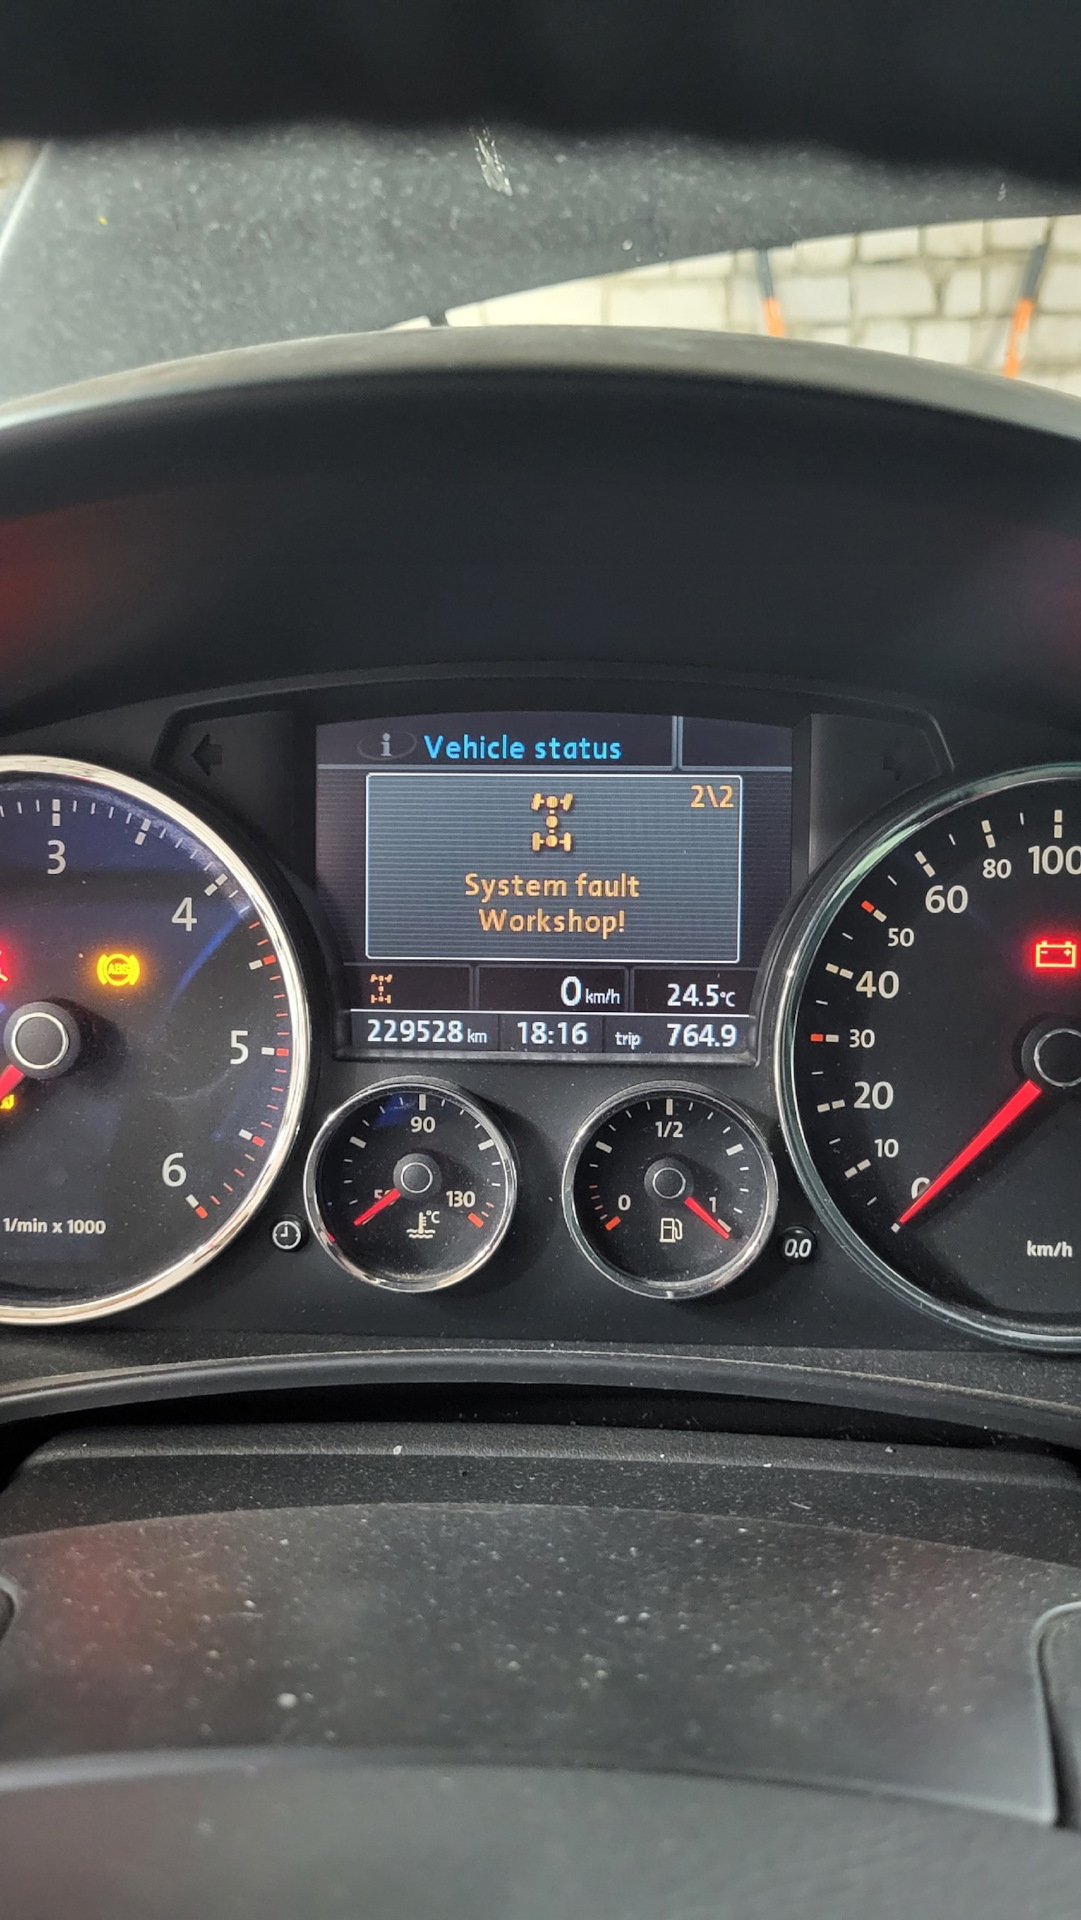 i Vehicle status
2\2
System fault
Workshop!
0 km/h 24.5°C
229528 km 18:16 trip 764.9
3
4
5
6
1/min x 1000
ABS
90
130
°C
1/2
0
1
0,0
100
80
60
50
40
30
20
10
km/h